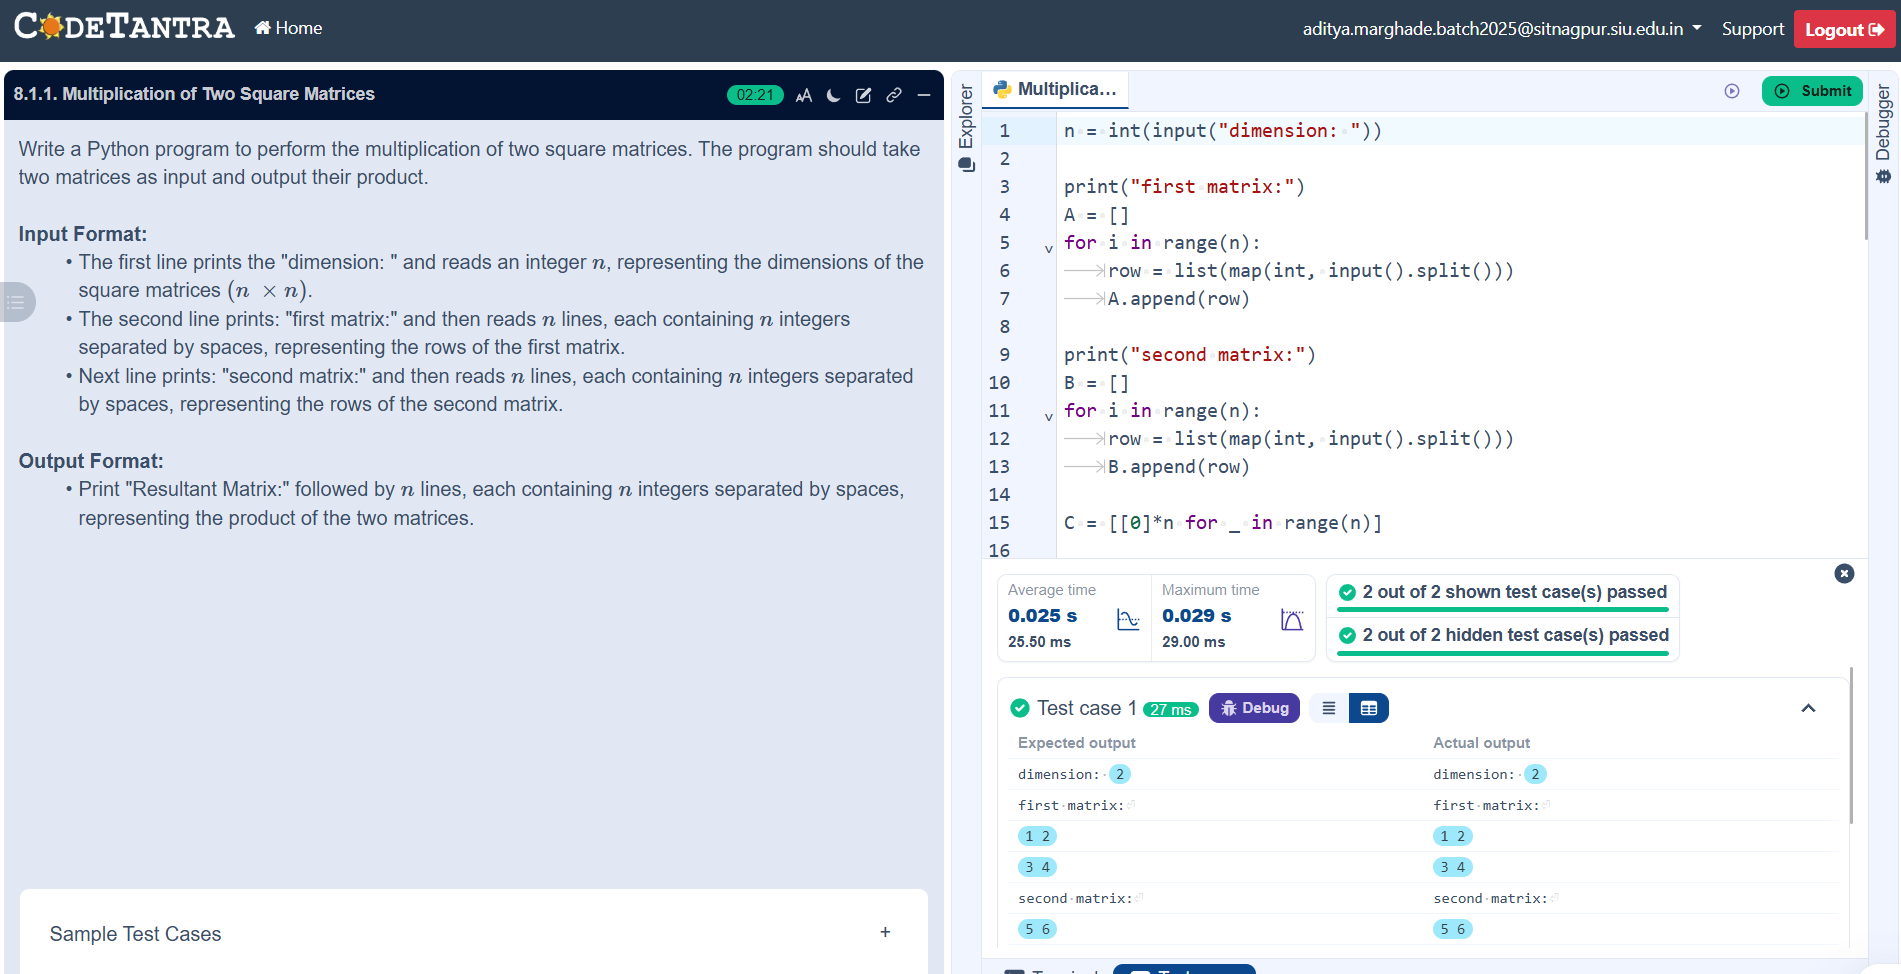 CODETANTRA
Home
aditya.marghade.batch2025@sitnagpur.siu.edu.in
Support
Logout
8.1.1. Multiplication of Two Square Matrices
02:21
AA
Write a Python program to perform the multiplication of two square matrices. The program should take
two matrices as input and output their product.
Input Format:
• The first line prints the "dimension: " and reads an integer n, representing the dimensions of the
square matrices (n × n).
• The second line prints: "first matrix:" and then reads n lines, each containing n integers
separated by spaces, representing the rows of the first matrix.
• Next line prints: "second matrix:" and then reads n lines, each containing n integers separated
by spaces, representing the rows of the second matrix.
Output Format:
• Print "Resultant Matrix:" followed by n lines, each containing n integers separated by spaces,
representing the product of the two matrices.
Sample Test Cases
+
Explorer
Multiplica...
Submit
Debugger
1 n = int(input("dimension: "))
2
3 print("first matrix:")
4 A = []
5 for i in range(n):
6 row = list(map(int, input().split()))
7 A.append(row)
8
9 print("second matrix:")
10 B = []
11 for i in range(n):
12 row = list(map(int, input().split()))
13 B.append(row)
14
15 C = [[0]*n for _ in range(n)]
16
Average time
0.025 s
25.50 ms
Maximum time
0.029 s
29.00 ms
2 out of 2 shown test case(s) passed
2 out of 2 hidden test case(s) passed
Test case 1
27 ms
Debug
Expected output
Actual output
dimension: 2
dimension: 2
first matrix:
first matrix:
1 2
1 2
3 4
3 4
second matrix:
second matrix:
5 6
5 6